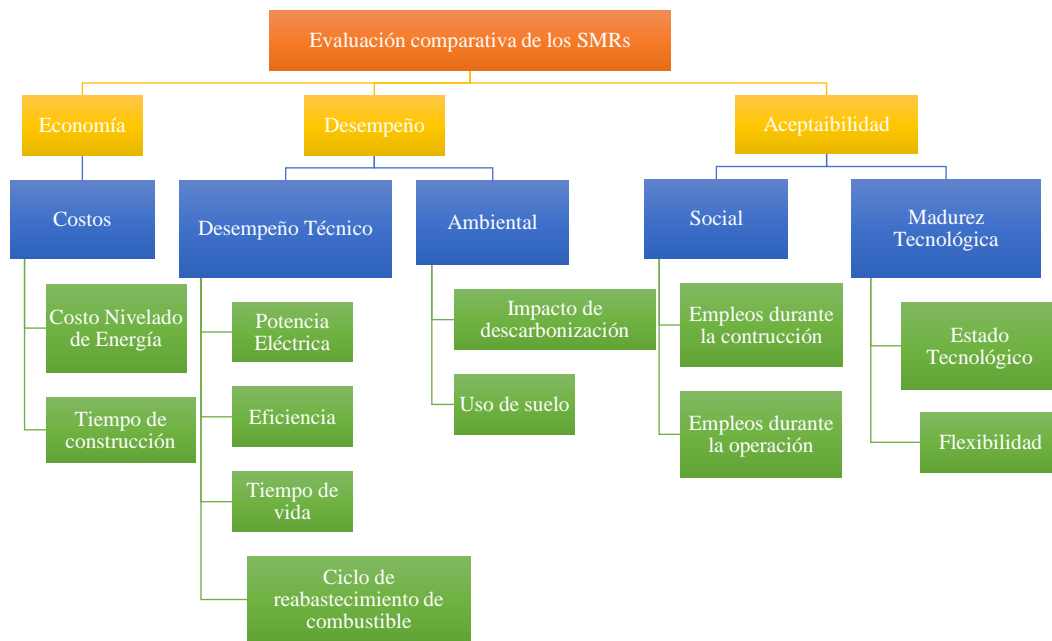 Evaluación comparativa de los SMRs
Economía
Desempeño
Aceptaibilidad
Costos
Desempeño Técnico
Ambiental
Social
Madurez
Tecnológica
Costo Nivelado
de Energía
Tiempo de
construcción
Potencia
Eléctrica
Eficiencia
Tiempo de
vida
Ciclo de
reabastecimiento de
combustible
Impacto de
descarbonización
Uso de suelo
Empleos durante
la contrucción
Empleos durante
la operación
Estado
Tecnológico
Flexibilidad